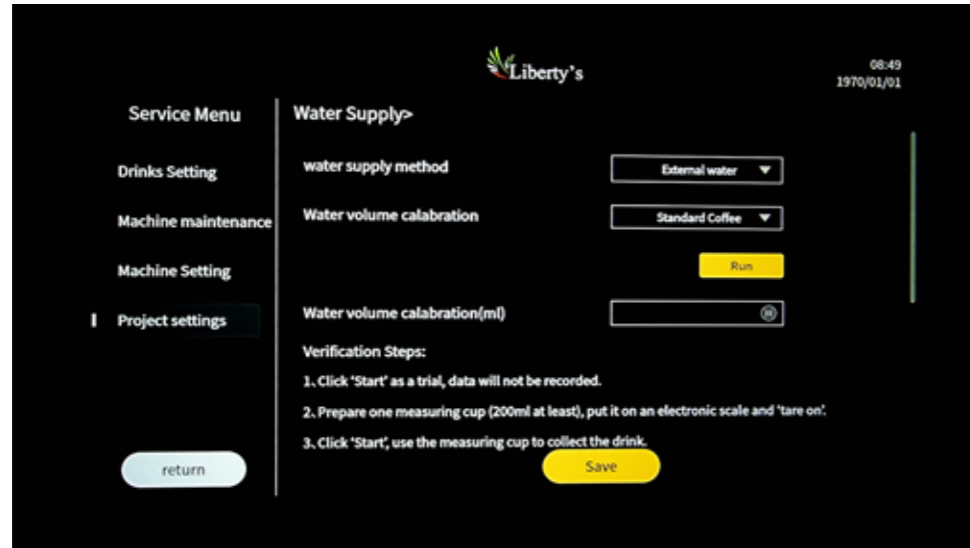 Liberty's
08:49
1970/01/01
Service Menu
Drinks Setting
Machine maintenance
Machine Setting
Project settings
return
Water Supply>
water supply method
External water
Water volume calabration
Standard Coffee
Run
Water volume calabration(ml)
Verification Steps:
1、Click 'Start' as a trial, data will not be recorded.
2、Prepare one measuring cup (200ml at least), put it on an electronic scale and 'tare on'.
3、Click 'Start', use the measuring cup to collect the drink.
Save